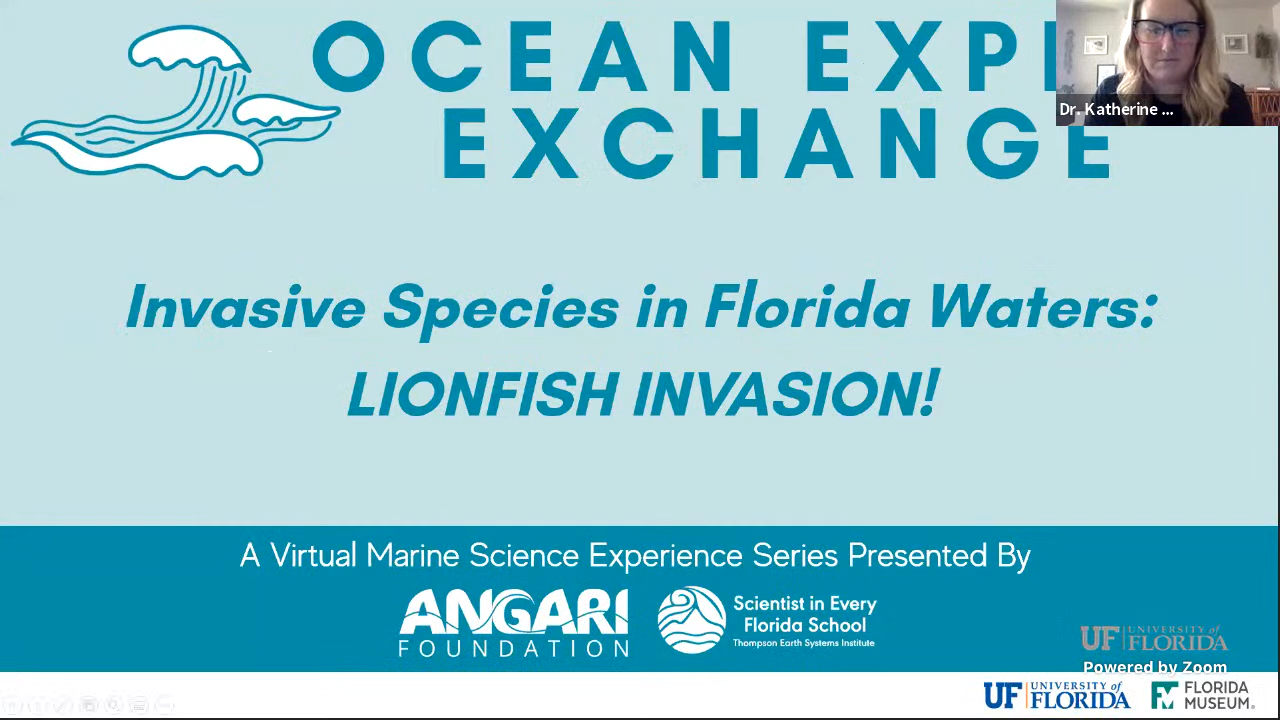 OCEAN EXP
EXCHANGE
Dr. Katherine ...
Invasive Species in Florida Waters:
LIONFISH INVASION!
A Virtual Marine Science Experience Series Presented By
ANGARI
FOUNDATION
Scientist in Every
Florida School
Thompson Earth Systems Institute
UF UNIVERSITY of
FLORIDA
Powered by Zoom
UF UNIVERSITY of
FLORIDA
FM FLORIDA
MUSEUM®